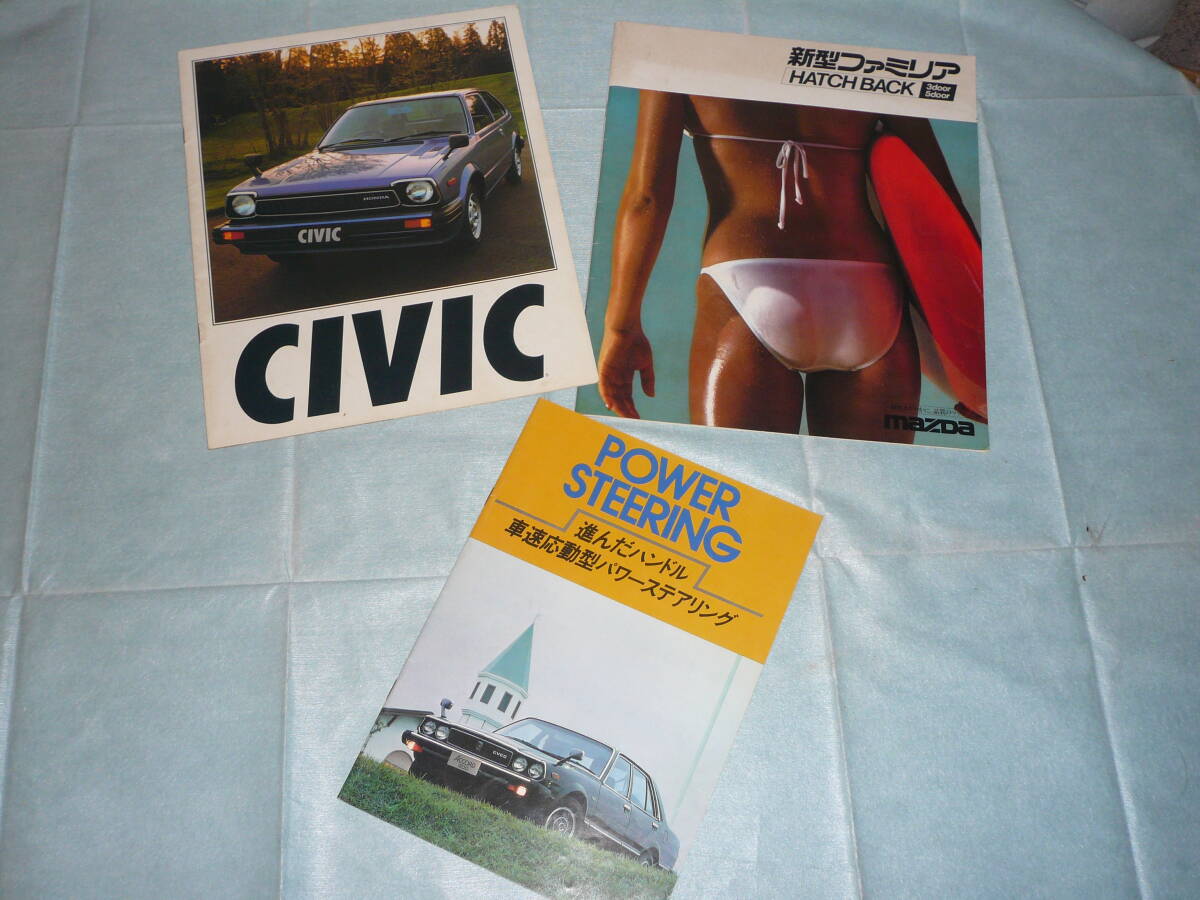 HONDA
CIVIC
CIVIC
新型ファミリア
HATCH BACK
3door
5door
mazDa
POWER
STEERING
進んだハンドル
車速応動型パワーステアリング
CVCC
ACCORD